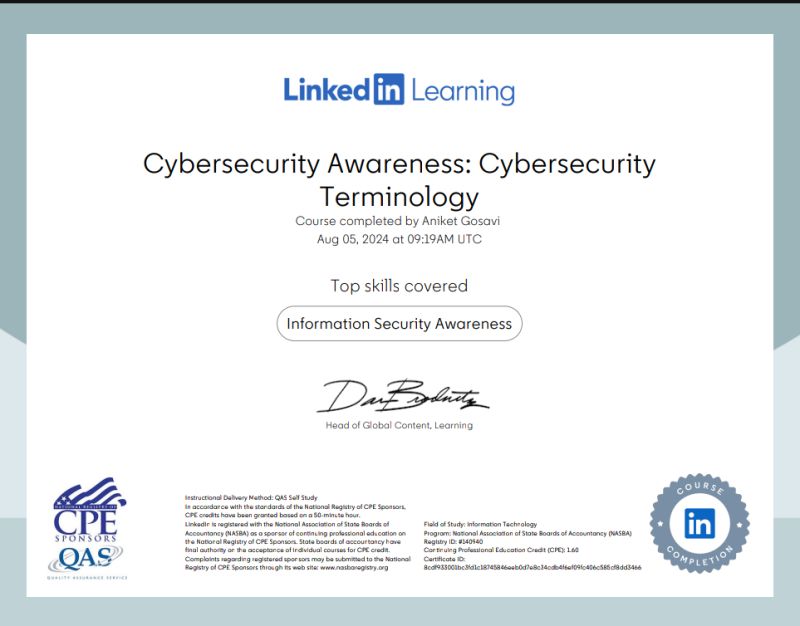 Linked in Learning
Cybersecurity Awareness: Cybersecurity
Terminology
Course completed by Aniket Gosavi
Aug 05, 2024 at 09:19AM UTC
Top skills covered
Information Security Awareness
Head of Global Content, Learning
NATIONAL REGISTRY OF
CPE
SPONSORS
QAS
QUALITY ASSURANCE SERVICE
Instructional Delivery Method: QAS Self Study
In accordance with the standards of the National Registry of CPE Sponsors,
CPE credits have been granted based on a 50-minute hour.
LinkedIn is registered with the National Association of State Boards of
Accountancy (NASBA) as a sponsor of continuing professional education on
the National Registry of CPE Sponsors. State boards of accountancy have
final authority on the acceptance of individual courses for CPE credit.
Complaints regarding registered sponsors may be submitted to the National
Registry of CPE Sponsors through its web site: www.nasbaregistry.org
Field of Study: Information Technology
Program: National Association of State Boards of Accountancy (NASBA)
Registry ID: #140940
Continuing Professional Education Credit (CPE): 1.60
Certificate ID:
COURSE
in
COMPLETION